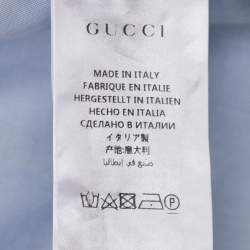 GUCCI
MADE IN ITALY
FABRIQUE EN ITALIE
HERGESTELLT IN ITALIEN
HECHO EN ITALIA
СДЕЛАНО В ИТАЛИИ
イタリア製
产地:意大利
صنع في إيطاليا
P